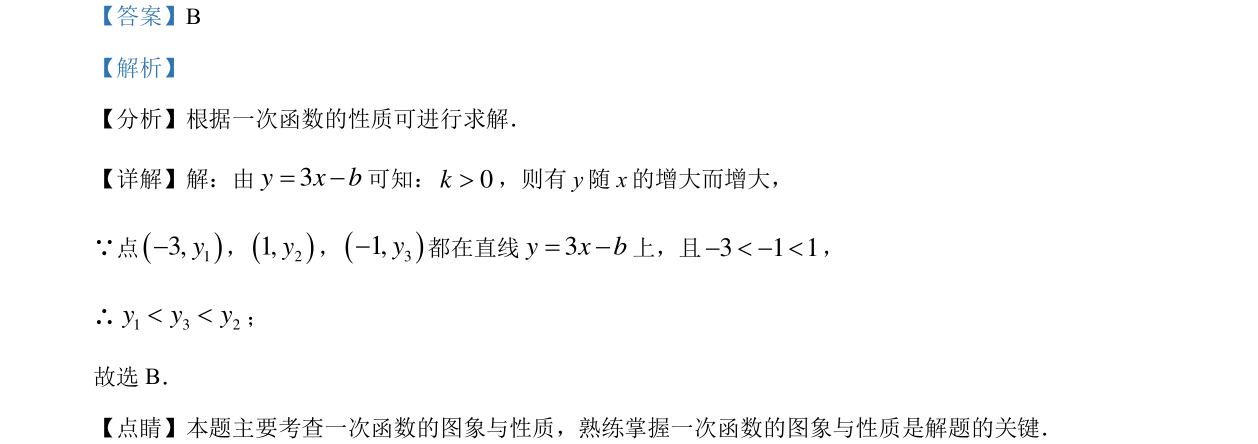 【答案】B
【解析】
【分析】根据一次函数的性质可进行求解．
【详解】解：由 y = 3x − b 可知：k > 0，则有 y 随 x 的增大而增大，
∵点(−3, y₁)，(1, y₂)，(−1, y₃)都在直线 y = 3x − b 上，且 −3 < −1 < 1，
∴ y₁ < y₃ < y₂；
故选 B．
【点睛】本题主要考查一次函数的图象与性质，熟练掌握一次函数的图象与性质是解题的关键．